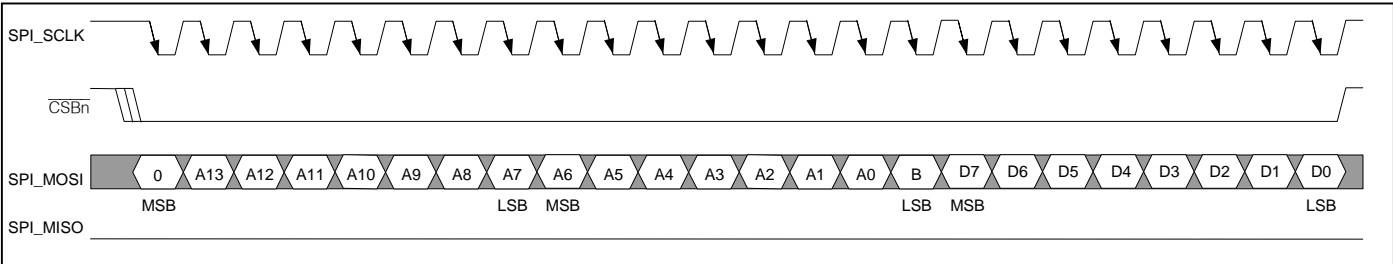 SPI_SCLK
CSBn
SPI_MOSI 0 A13 A12 A11 A10 A9 A8 A7 A6 A5 A4 A3 A2 A1 A0 B D7 D6 D5 D4 D3 D2 D1 D0
MSB LSB MSB LSB MSB LSB
SPI_MISO